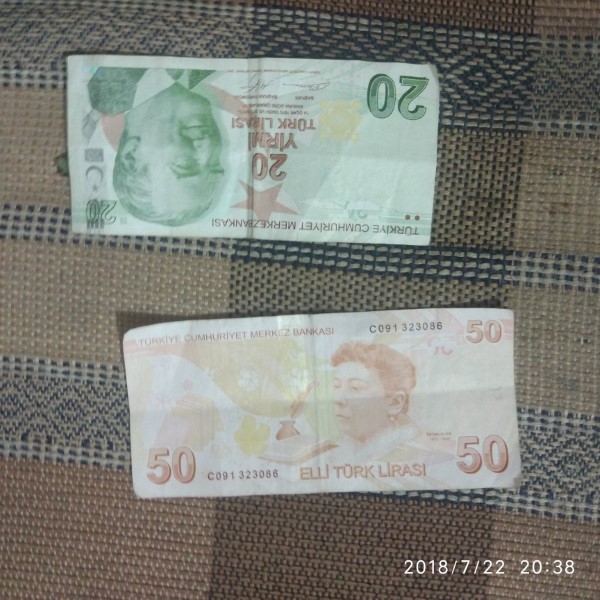 20
TÜRKİYE CUMHURİYET MERKEZ BANKASI
20
YİRMİ
TÜRK LİRASI
20
TÜRKİYE CUMHURİYET MERKEZ BANKASI
C091 323086
50
50
C091 323086
ELLİ TÜRK LİRASI
50
2018/7/22 20:38